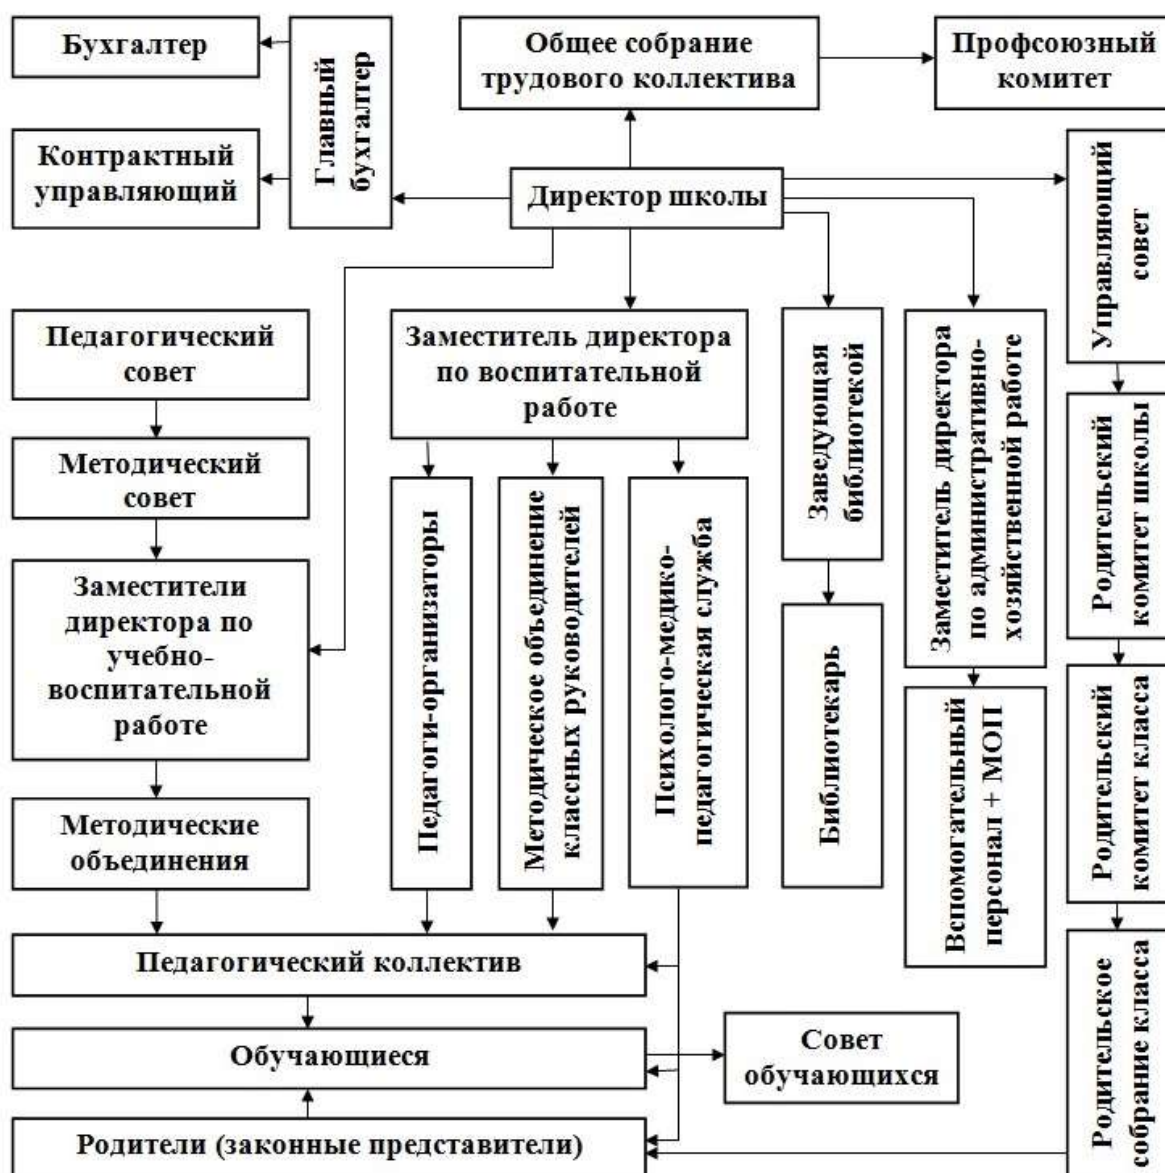 Бухгалтер
Общее собрание
трудового коллектива
Профсоюзный
комитет
Главный
бухгалтер
Контрактный
управляющий
Директор школы
Управляющий
совет
Педагогический
совет
Заместитель директора
по воспитательной
работе
Заведующая
библиотекой
Заместитель директора
по административно-
хозяйственной работе
Родительский
комитет школы
Методический
совет
Педагоги-организаторы
Методическое объединение
классных руководителей
Психолого-медико-
педагогическая служба
Заместители
директора по
учебно-
воспитательной
работе
Библиотекарь
Вспомогательный
персонал + МОП
Родительский
комитет класса
Методические
объединения
Педагогический коллектив
Родительское
собрание класса
Обучающиеся
Совет
обучающихся
Родители (законные представители)